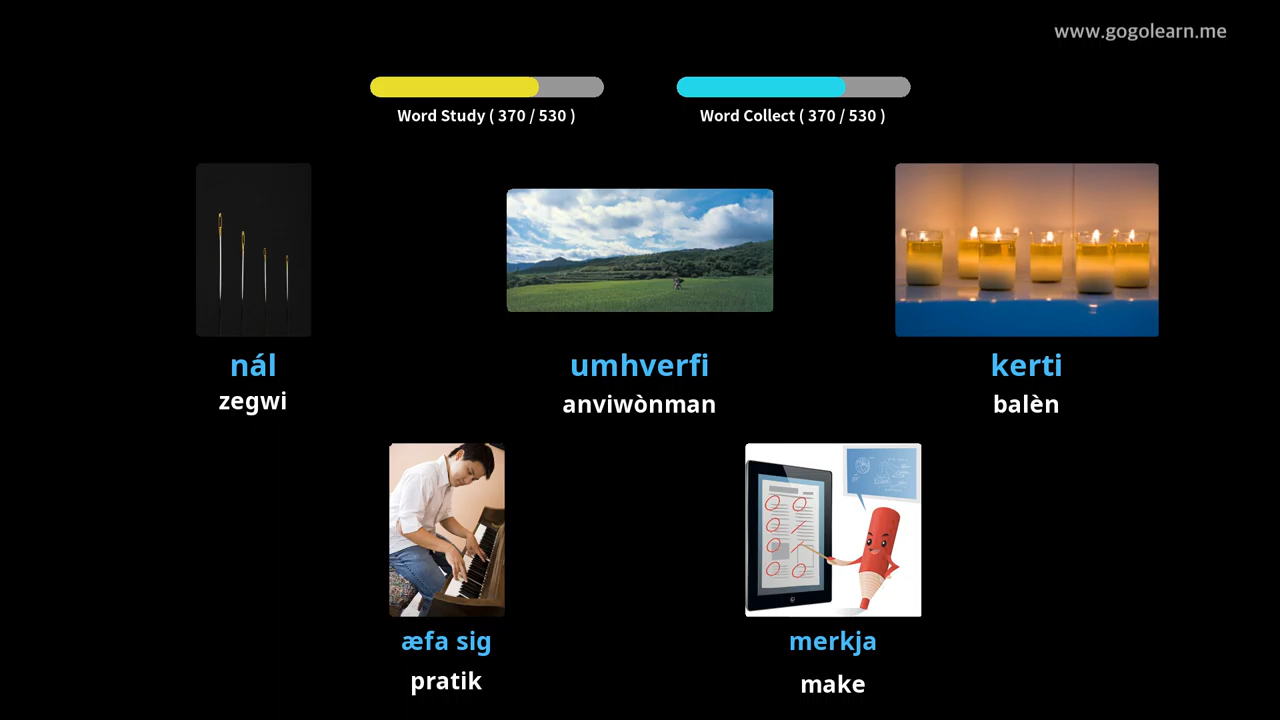 www.gogolearn.me
Word Study ( 370 / 530 )
Word Collect ( 370 / 530 )
nál
umhverfi
kerti
zegwi
anviwònman
balèn
æfa sig
merkja
pratik
make